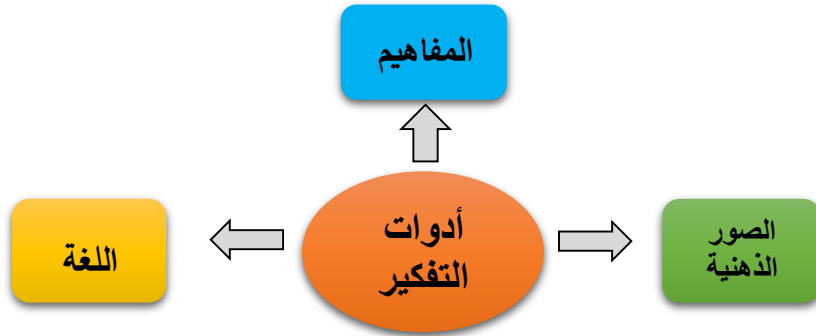 المفاهيم
أدوات
التفكير
الصور
الذهنية
اللغة